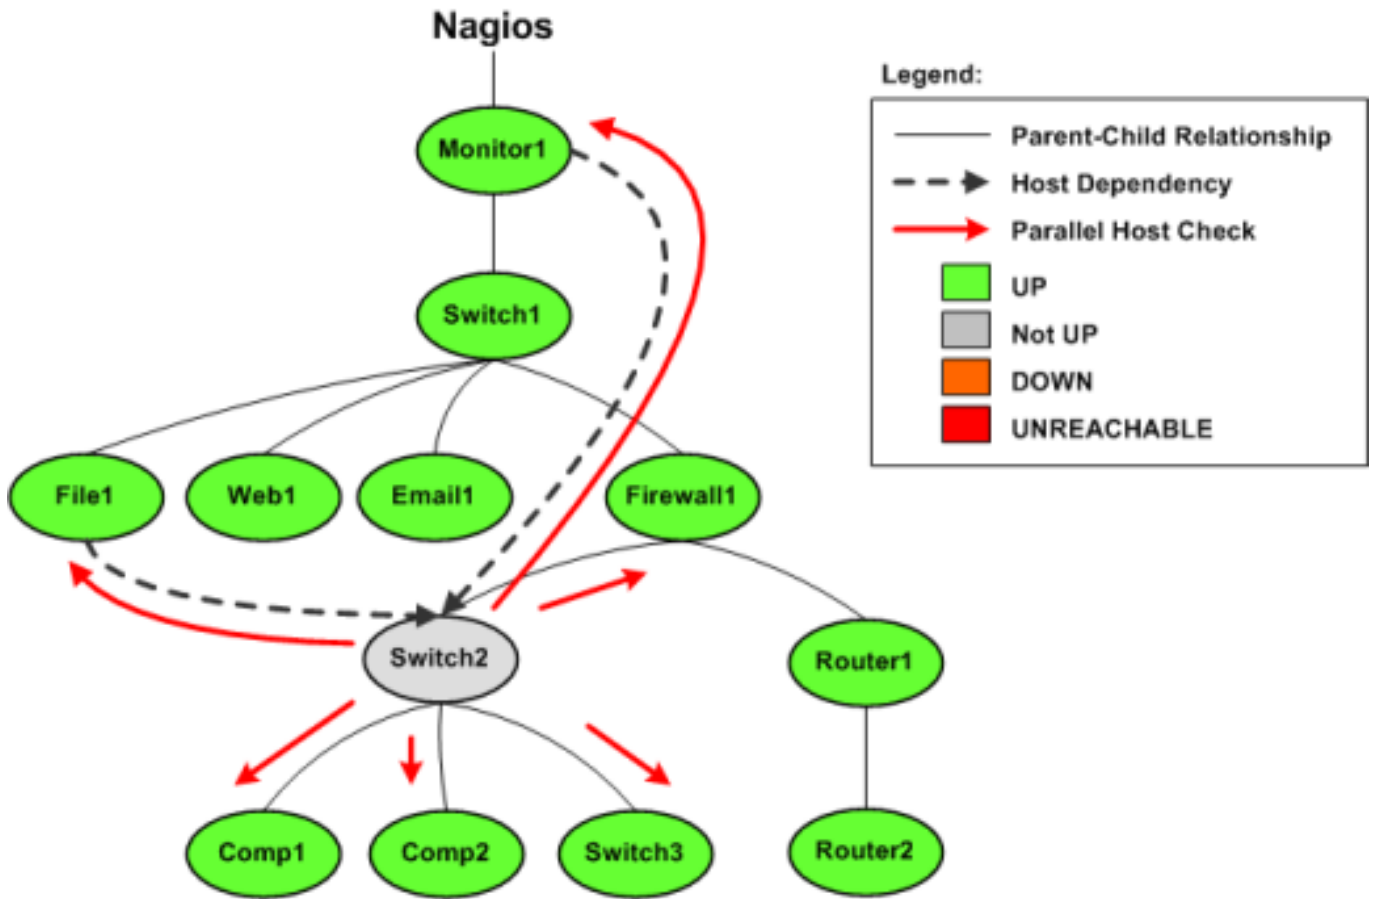 Nagios
Legend:
Monitor1
Parent-Child Relationship
Host Dependency
Parallel Host Check
UP
Switch1
Not UP
DOWN
UNREACHABLE
File1
Web1
Email1
Firewall1
Switch2
Router1
Comp1
Comp2
Switch3
Router2